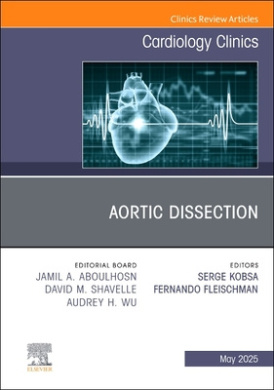 Clinics Review Articles
Cardiology Clinics
AORTIC DISSECTION
EDITORIAL BOARD
JAMIL A. ABOULHOSN
DAVID M. SHAVELLE
AUDREY H. WU
EDITORS
SERGE KOBSA
FERNANDO FLEISCHMAN
ELSEVIER
May 2025